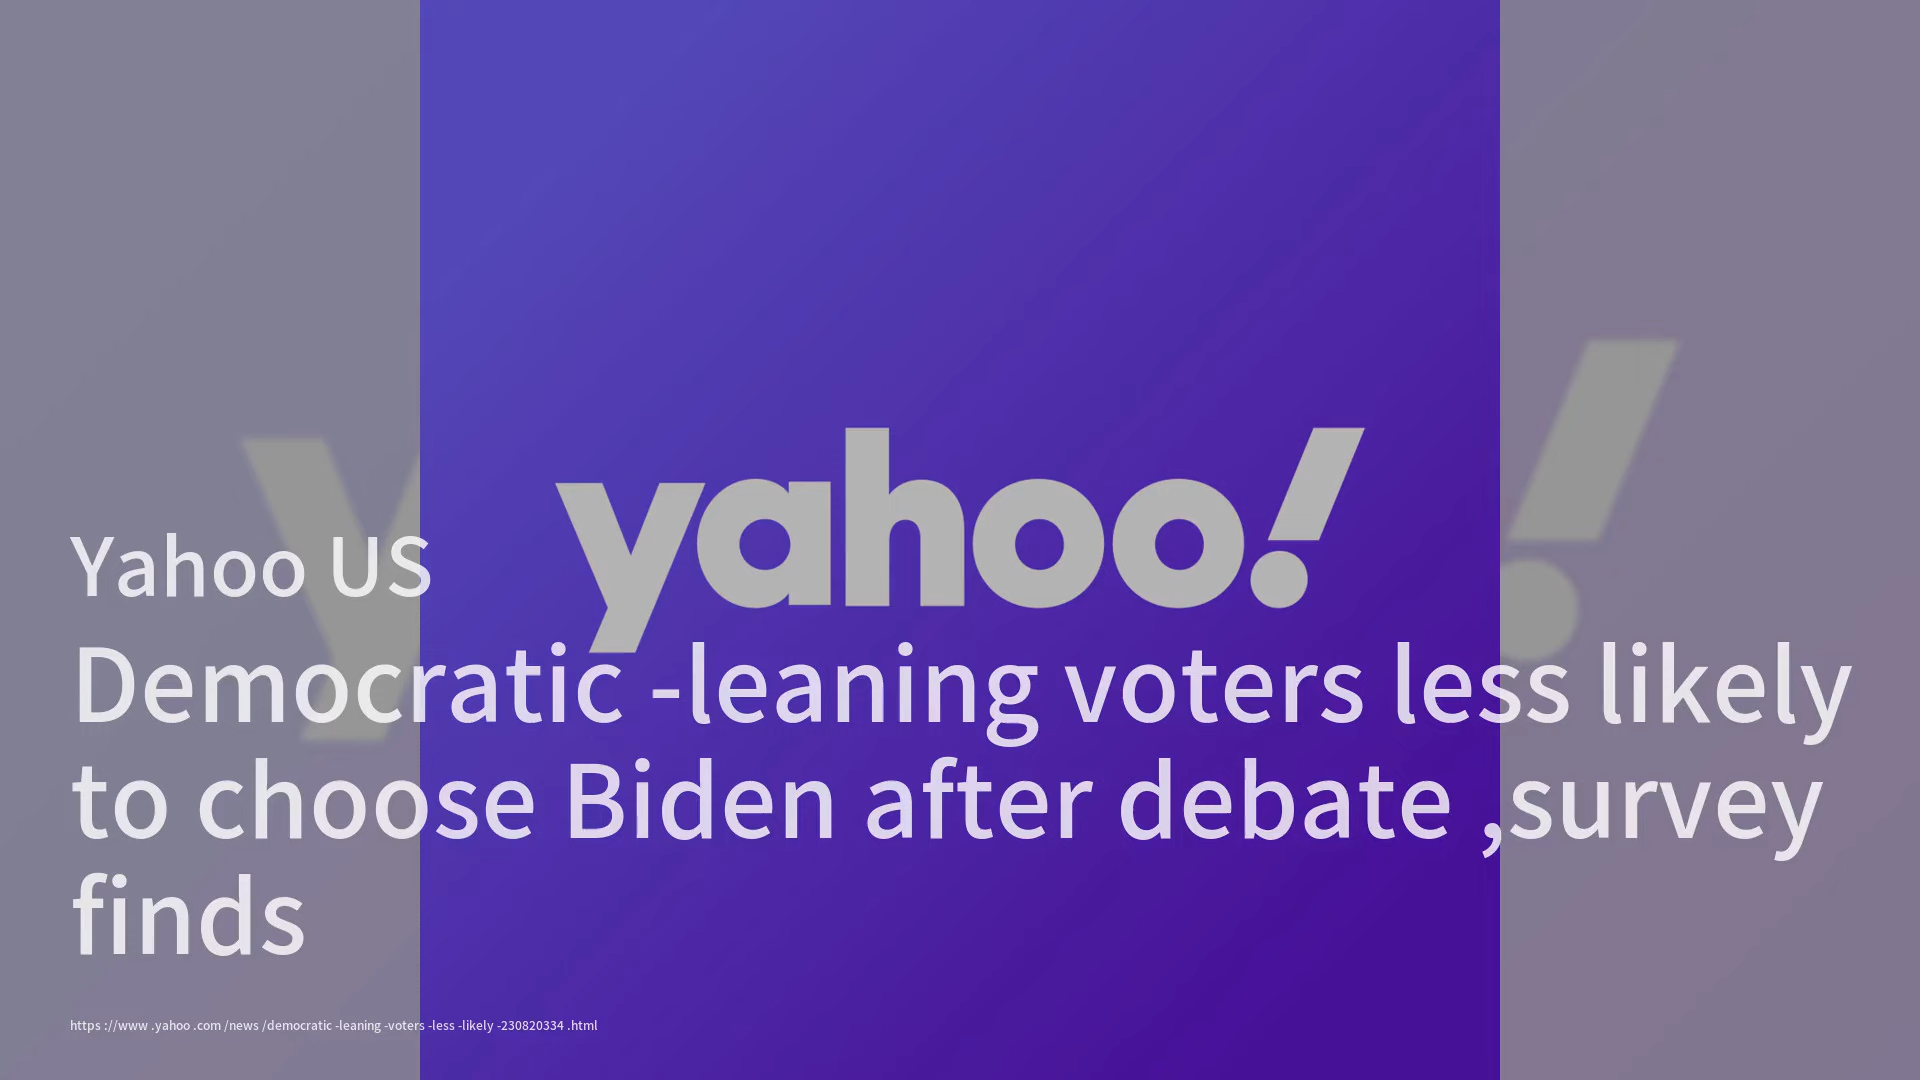 yahoo!
Yahoo US
Democratic -leaning voters less likely
to choose Biden after debate ,survey
finds
https ://www .yahoo .com /news /democratic -leaning -voters -less -likely -230820334 .html